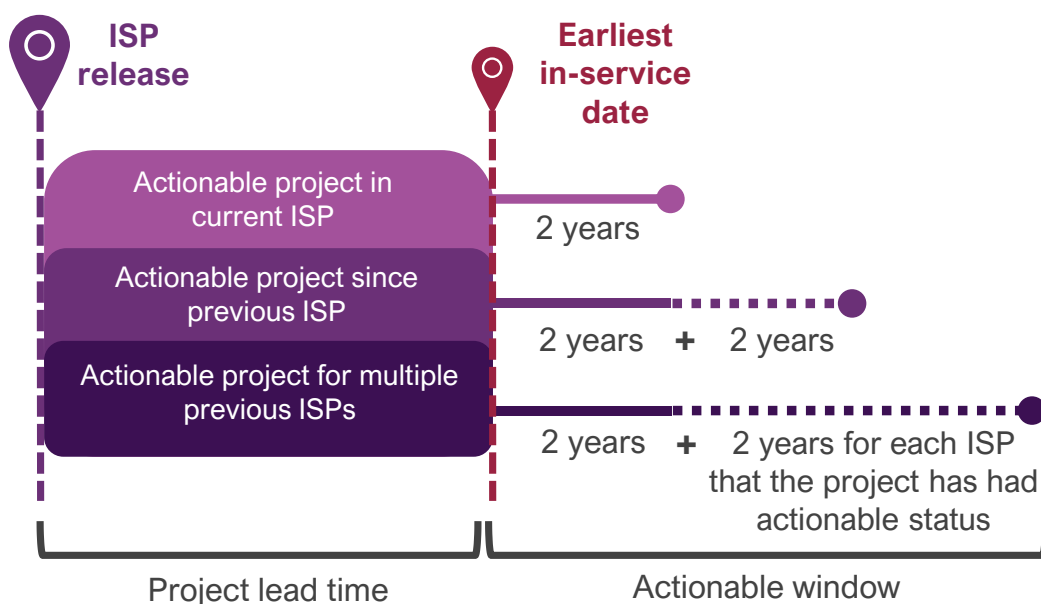 ISP
release
Earliest
in-service
date
Actionable project in
current ISP
2 years
Actionable project since
previous ISP
2 years + 2 years
Actionable project for multiple
previous ISPs
2 years + 2 years for each ISP
that the project has had
actionable status
Project lead time
Actionable window